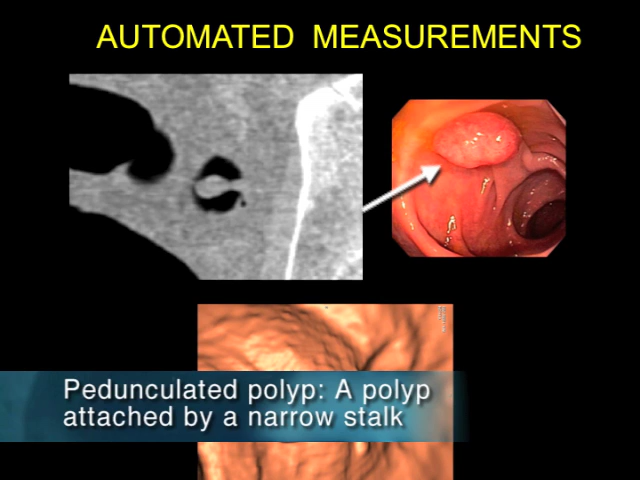 AUTOMATED MEASUREMENTS
Pedunculated polyp: A polyp
attached by a narrow stalk